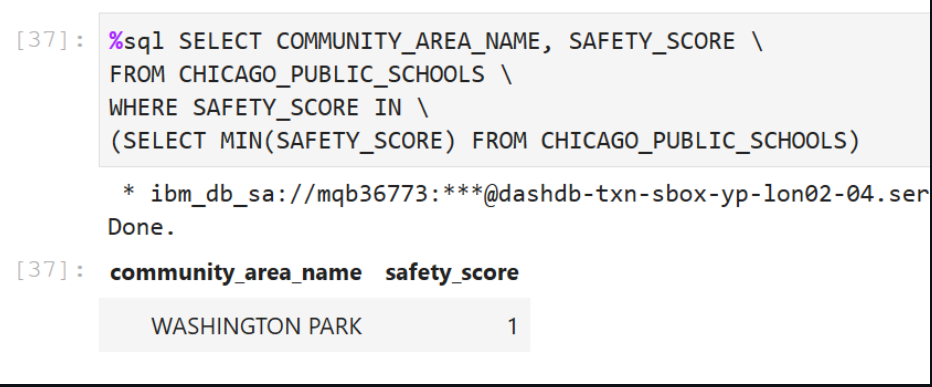 [37]: %sql SELECT COMMUNITY_AREA_NAME, SAFETY_SCORE \
FROM CHICAGO_PUBLIC_SCHOOLS \
WHERE SAFETY_SCORE IN \
(SELECT MIN(SAFETY_SCORE) FROM CHICAGO_PUBLIC_SCHOOLS)
* ibm_db_sa://mqb36773:***@dashdb-txn-sbox-yp-lon02-04.ser
Done.
[37]: community_area_name safety_score
WASHINGTON PARK 1